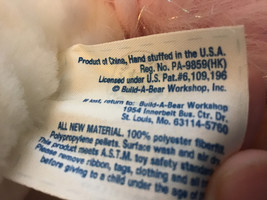 Product of China, Hand stuffed in the U.S.A.
Reg. No. PA-9859(HK)
Licensed under U.S. Pat.#6,109,196
© Build-A-Bear Workshop, Inc.
return to: Build-A-Bear Workshop
1954 Innerbelt Bus. Ctr. Dr.
St. Louis, Mo. 63114-5760
ALL NEW MATERIAL. 100% polyester fiberfill
Polypropylene pellets. Surface wash and air
This product meets A.S.T.M. toy safety
Please remove ribbon, tags, clothing and
before giving to a child under the age of